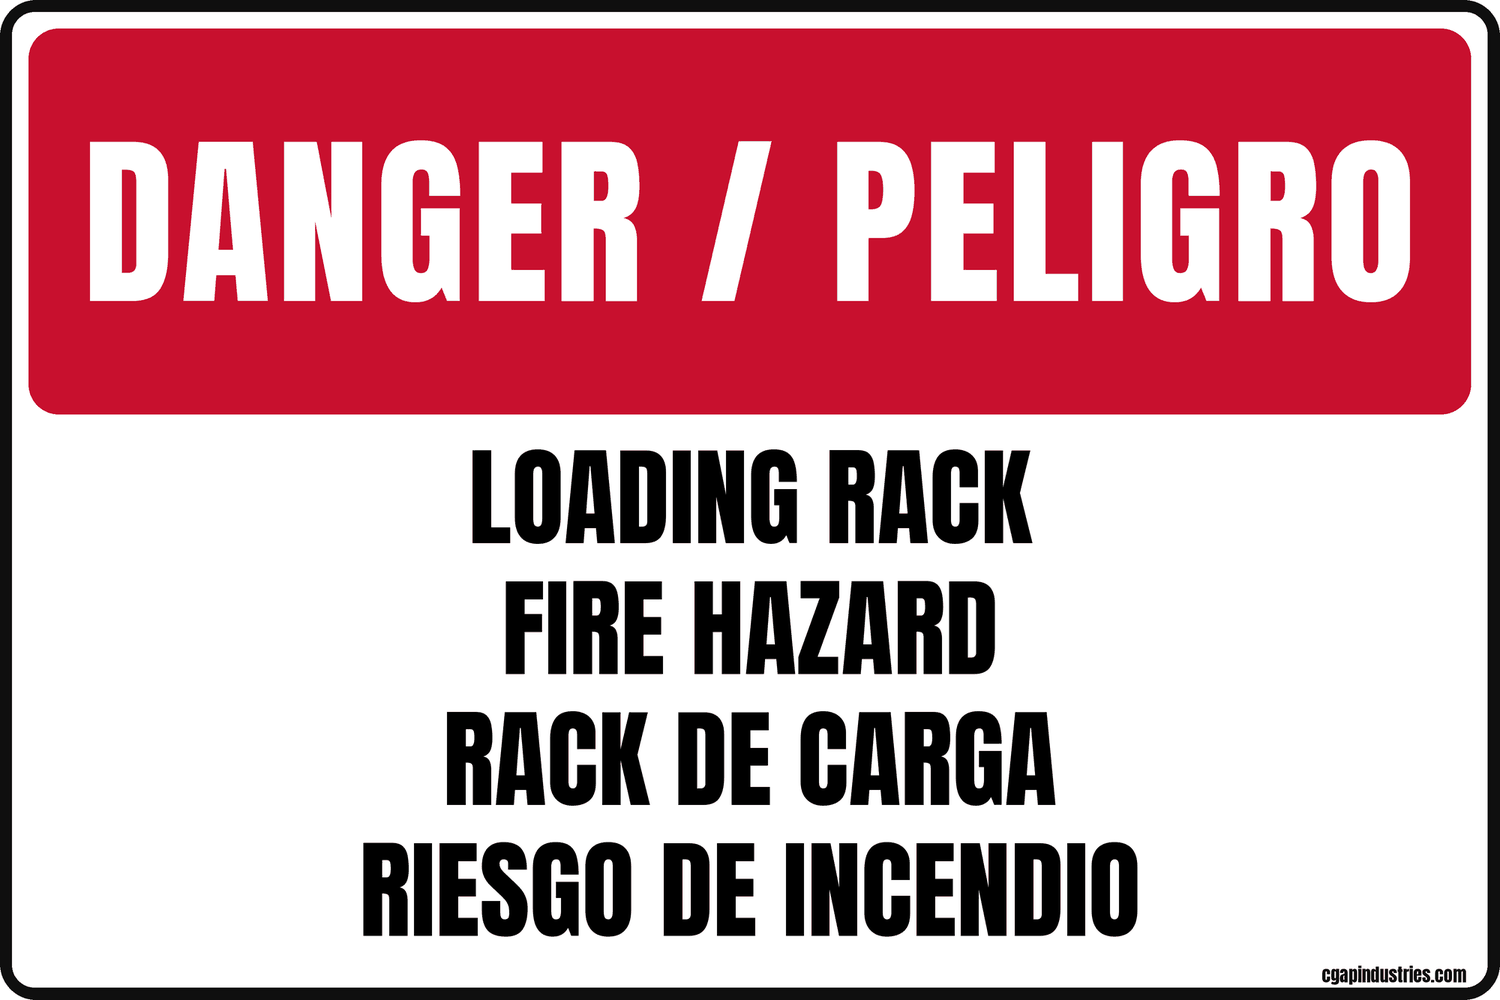 DANGER / PELIGRO
LOADING RACK
FIRE HAZARD
RACK DE CARGA
RIESGO DE INCENDIO
cgapindustries.com